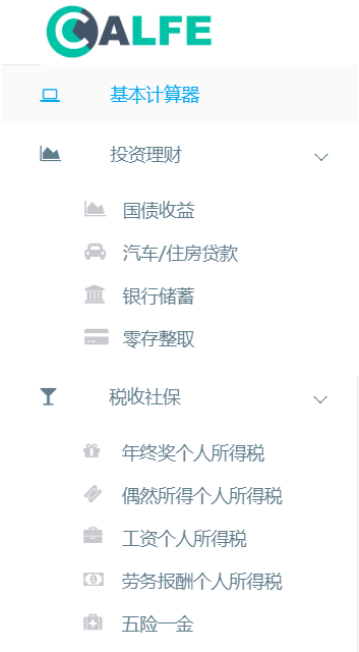 CALFE
基本计算器
投资理财
国债收益
汽车/住房贷款
银行储蓄
零存整取
税收社保
年终奖个人所得税
偶然所得个人所得税
工资个人所得税
劳务报酬个人所得税
五险一金